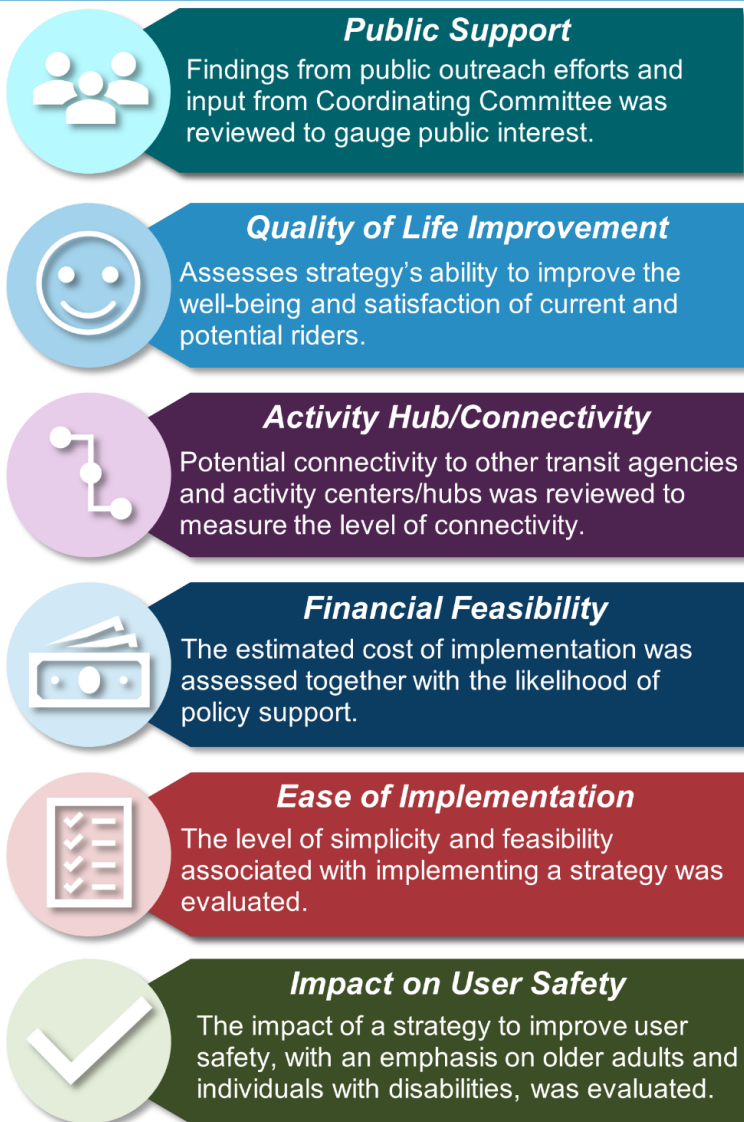 Public Support
Findings from public outreach efforts and
input from Coordinating Committee was
reviewed to gauge public interest.
Quality of Life Improvement
Assesses strategy’s ability to improve the
well-being and satisfaction of current and
potential riders.
Activity Hub/Connectivity
Potential connectivity to other transit agencies
and activity centers/hubs was reviewed to
measure the level of connectivity.
Financial Feasibility
The estimated cost of implementation was
assessed together with the likelihood of
policy support.
Ease of Implementation
The level of simplicity and feasibility
associated with implementing a strategy was
evaluated.
Impact on User Safety
The impact of a strategy to improve user
safety, with an emphasis on older adults and
individuals with disabilities, was evaluated.